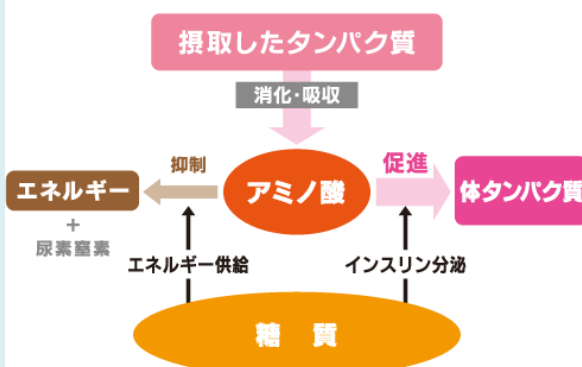 摂取したタンパク質
消化・吸収
抑制
促進
エネルギー
アミノ酸
体タンパク質
+
尿素窒素
エネルギー供給
インスリン分泌
糖 質